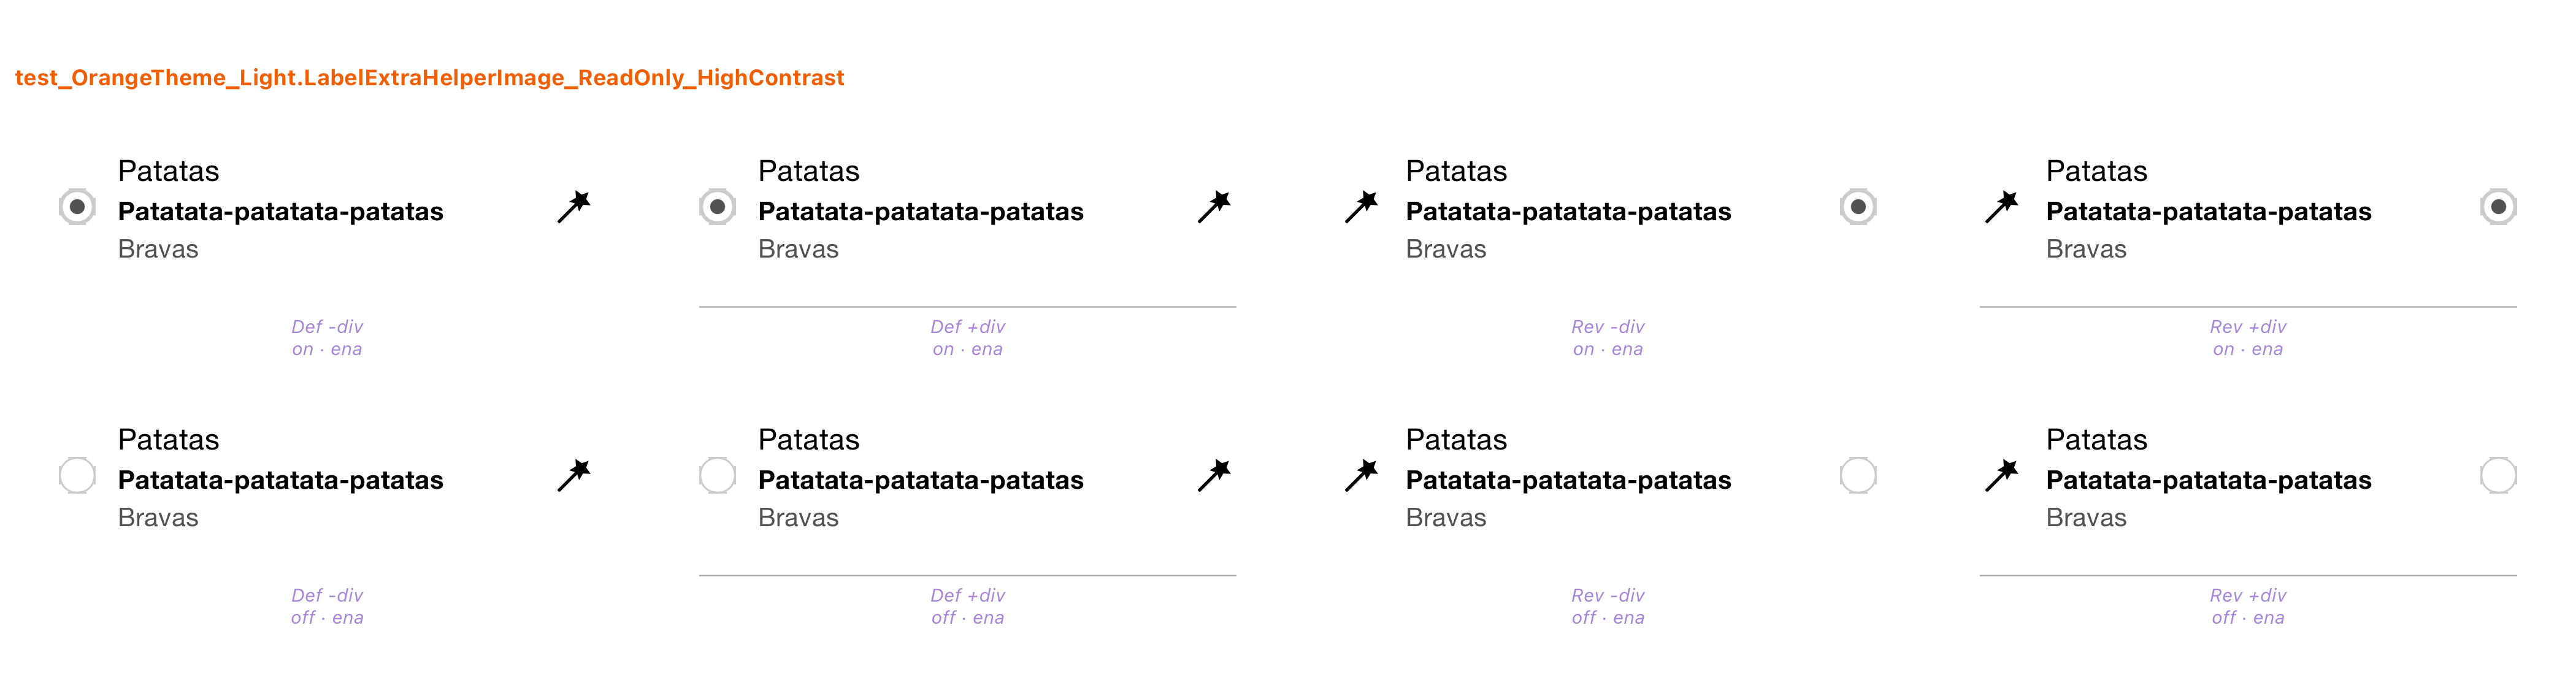 test_OrangeTheme_Light.LabelExtraHelperImage_ReadOnly_HighContrast
Patatas
Patatata-patatata-patatas
Bravas
Def -div
on · ena
Patatas
Patatata-patatata-patatas
Bravas
Def +div
on · ena
Patatas
Patatata-patatata-patatas
Bravas
Rev -div
on · ena
Patatas
Patatata-patatata-patatas
Bravas
Rev +div
on · ena
Patatas
Patatata-patatata-patatas
Bravas
Def -div
off · ena
Patatas
Patatata-patatata-patatas
Bravas
Def +div
off · ena
Patatas
Patatata-patatata-patatas
Bravas
Rev -div
off · ena
Patatas
Patatata-patatata-patatas
Bravas
Rev +div
off · ena